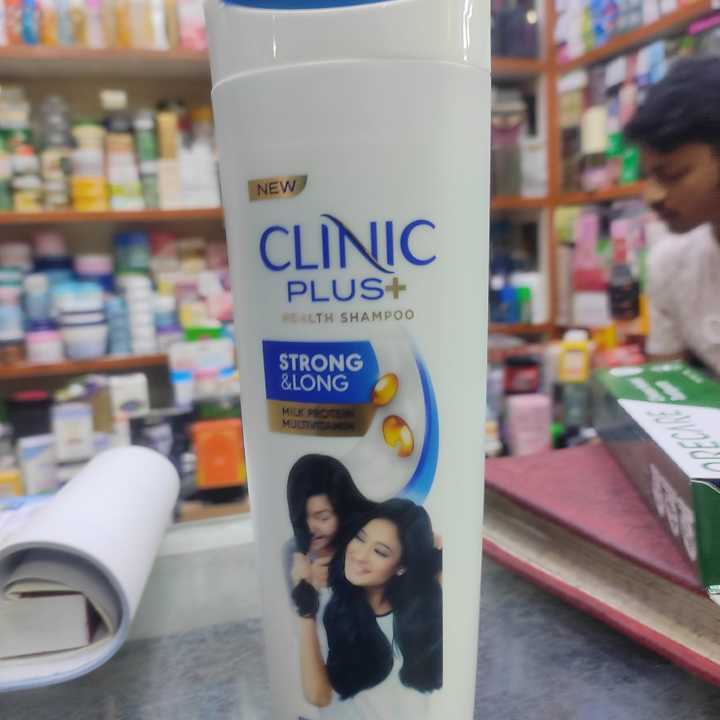 NEW
CLINIC
PLUS+
HEALTH SHAMPOO
STRONG
&LONG
MILK PROTEIN
MULTIVITAMIN